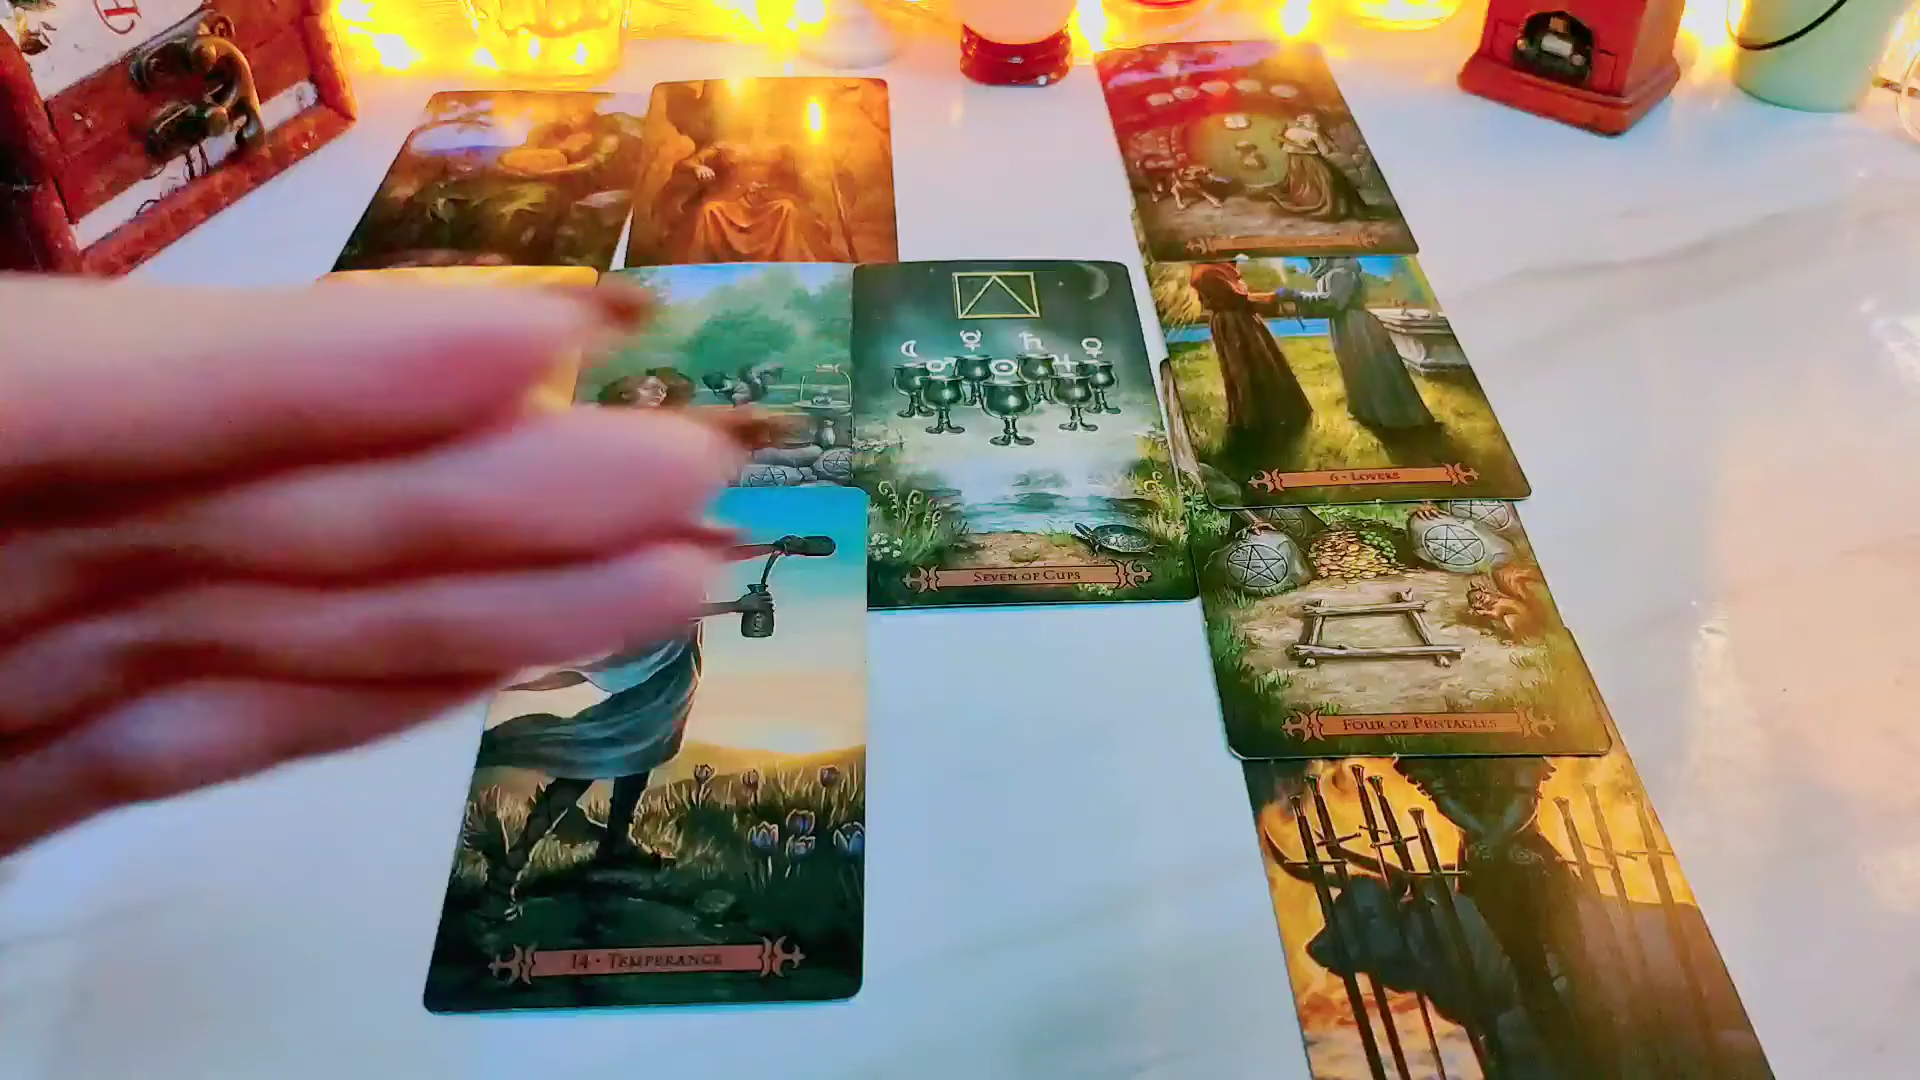 6 · LOVERS
SEVEN OF CUPS
FOUR OF PENTACLES
14 · TEMPERANCE